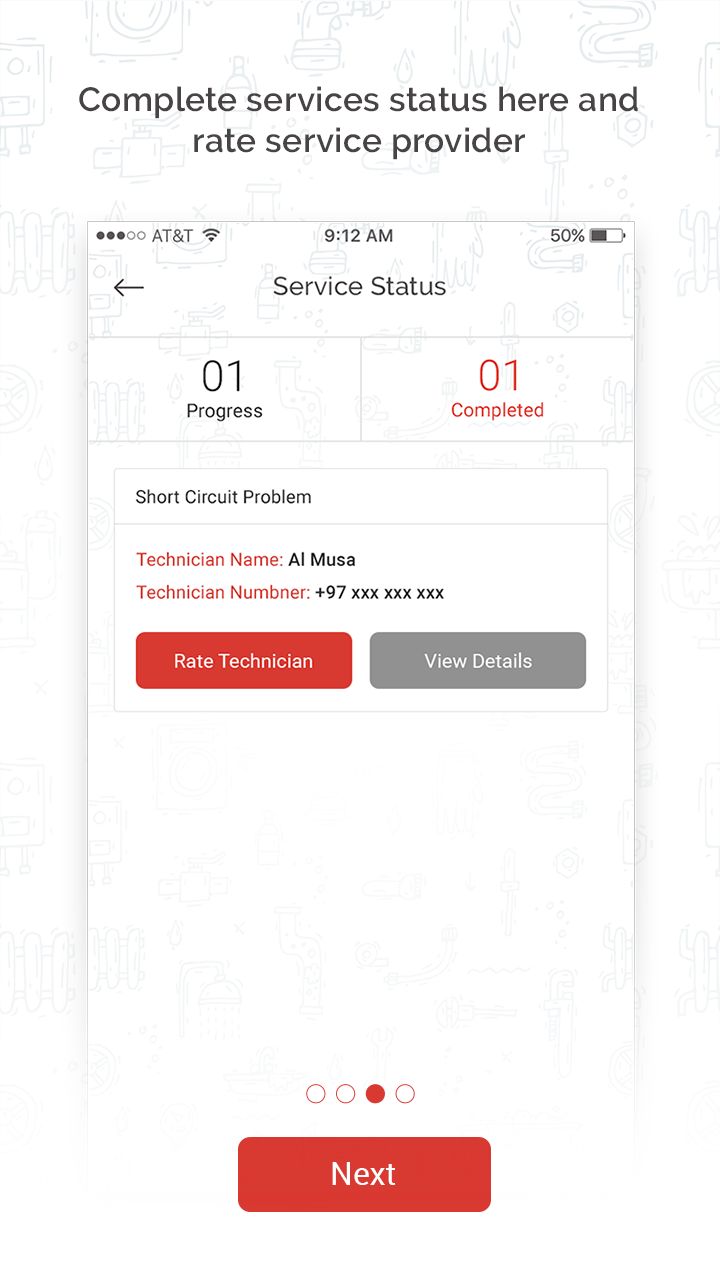 Complete services status here and
rate service provider
AT&T 9:12 AM 50%
Service Status
01 01
Progress Completed
Short Circuit Problem
Technician Name: Al Musa
Technician Numbner: +97 xxx xxx xxx
Rate Technician View Details
Next